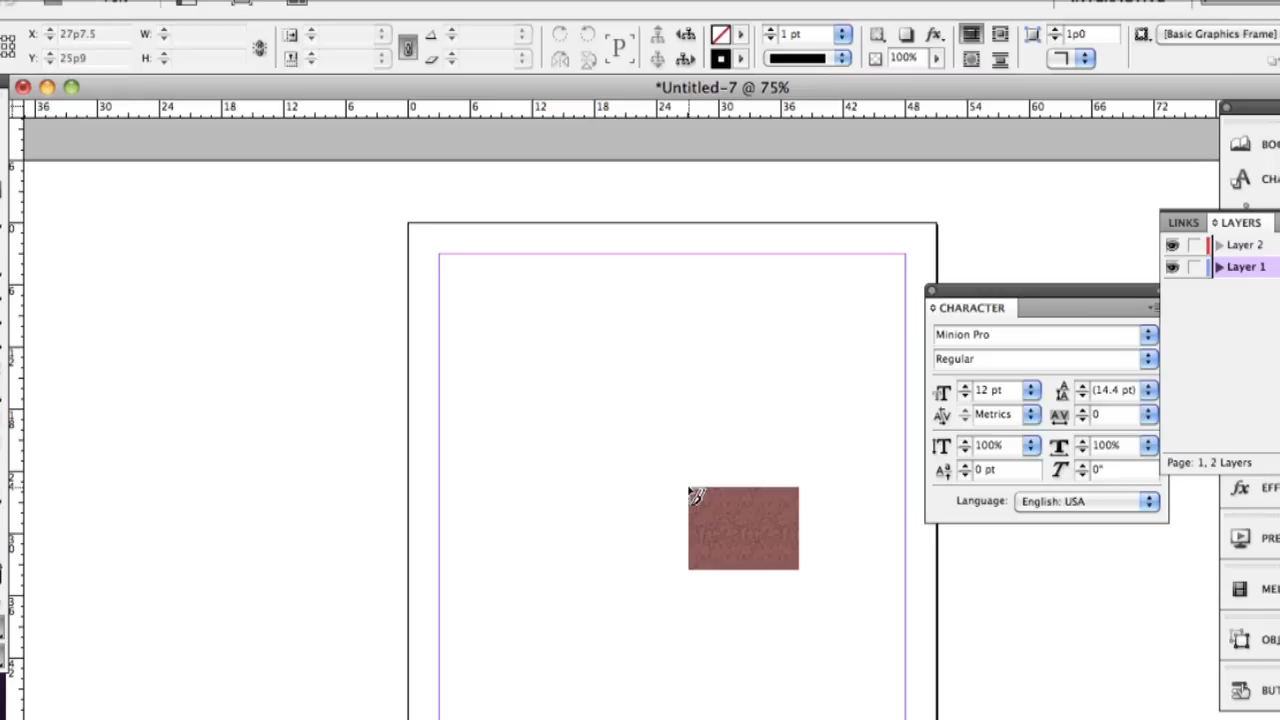 X: 27p7.5 W: 1 pt 1p0 [Basic Graphics Frame]
Y: 25p9 H: P fx. 100%
*Untitled-7 @ 75%
36 30 24 18 12 6 0 6 12 18 24 30 36 42 48 54 60 66 72
LINKS LAYERS
Layer 2
Layer 1
CHARACTER
Minion Pro
Regular
12 pt (14.4 pt)
Metrics 0
100% 100%
0 pt 0°
Language: English: USA
Page: 1, 2 Layers